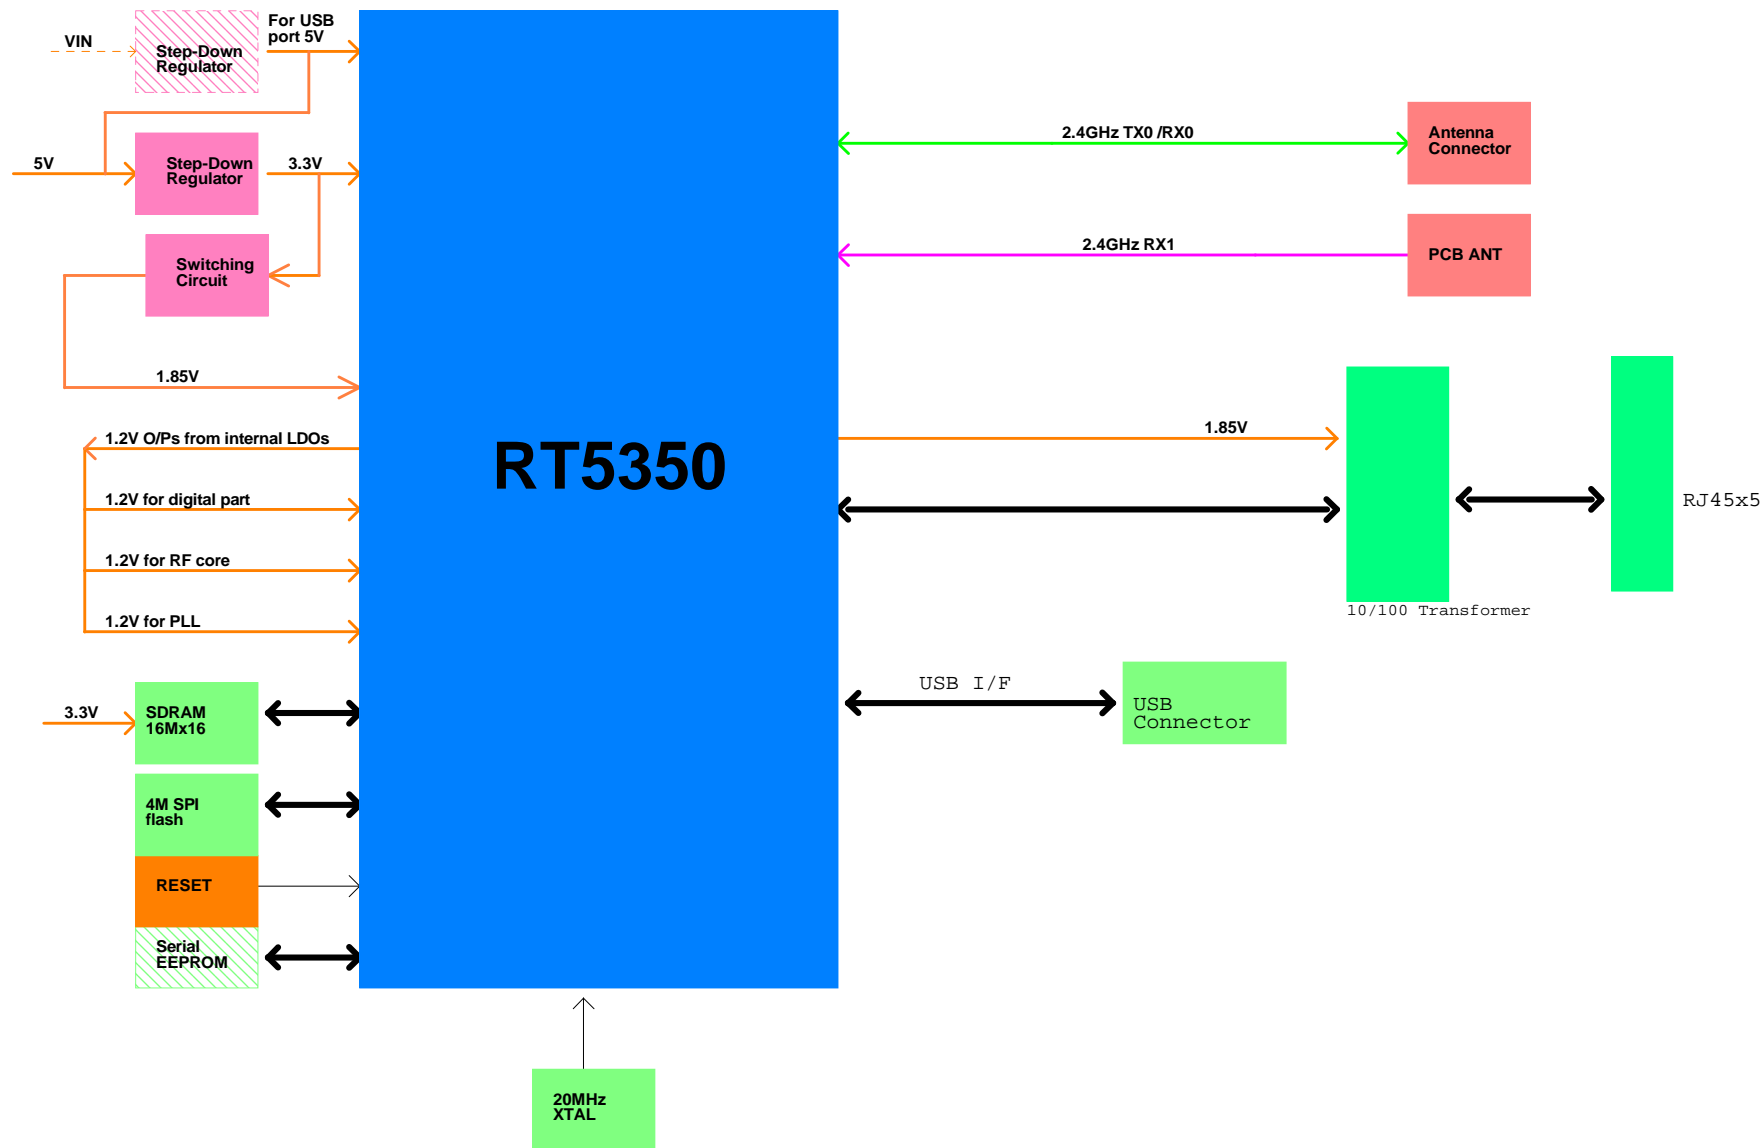 VIN
Step-Down
Regulator
For USB
port 5V
5V
Step-Down
Regulator
3.3V
Switching
Circuit
1.85V
1.2V O/Ps from internal LDOs
1.2V for digital part
1.2V for RF core
1.2V for PLL
3.3V
SDRAM
16Mx16
4M SPI
flash
RESET
Serial
EEPROM
RT5350
20MHz
XTAL
2.4GHz TX0 /RX0
Antenna
Connector
2.4GHz RX1
PCB ANT
1.85V
10/100 Transformer
RJ45x5
USB I/F
USB
Connector